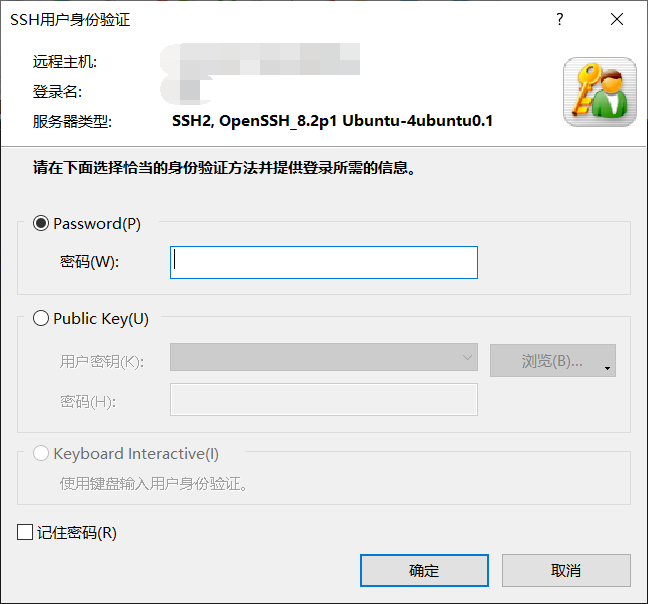 SSH用户身份验证
远程主机:
登录名:
服务器类型: SSH2, OpenSSH_8.2p1 Ubuntu-4ubuntu0.1
请在下面选择恰当的身份验证方法并提供登录所需的信息。
Password(P)
密码(W):
Public Key(U)
用户密钥(K): 浏览(B)...
密码(H):
Keyboard Interactive(I)
使用键盘输入用户身份验证。
记住密码(R)
确定 取消